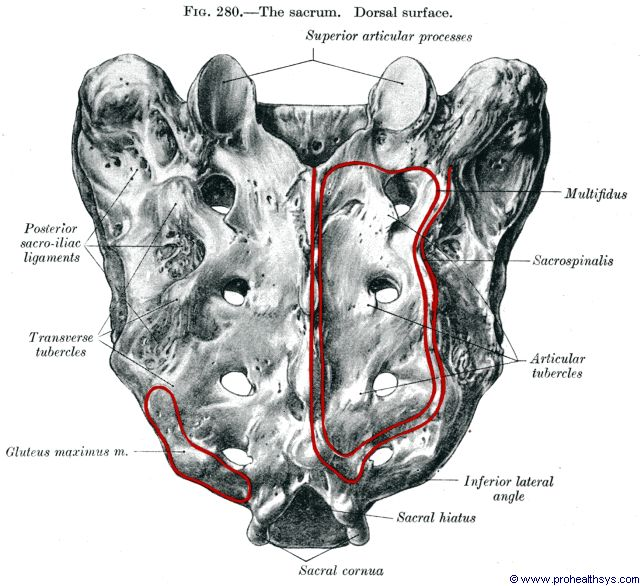 FIG. 280.—The sacrum. Dorsal surface.
Superior articular processes
Multifidus
Posterior
sacro-iliac
ligaments
Sacrospinalis
Transverse
tubercles
Articular
tubercles
Gluteus maximus m.
Inferior lateral
angle
Sacral hiatus
Sacral cornua
© www.prohealthsys.com